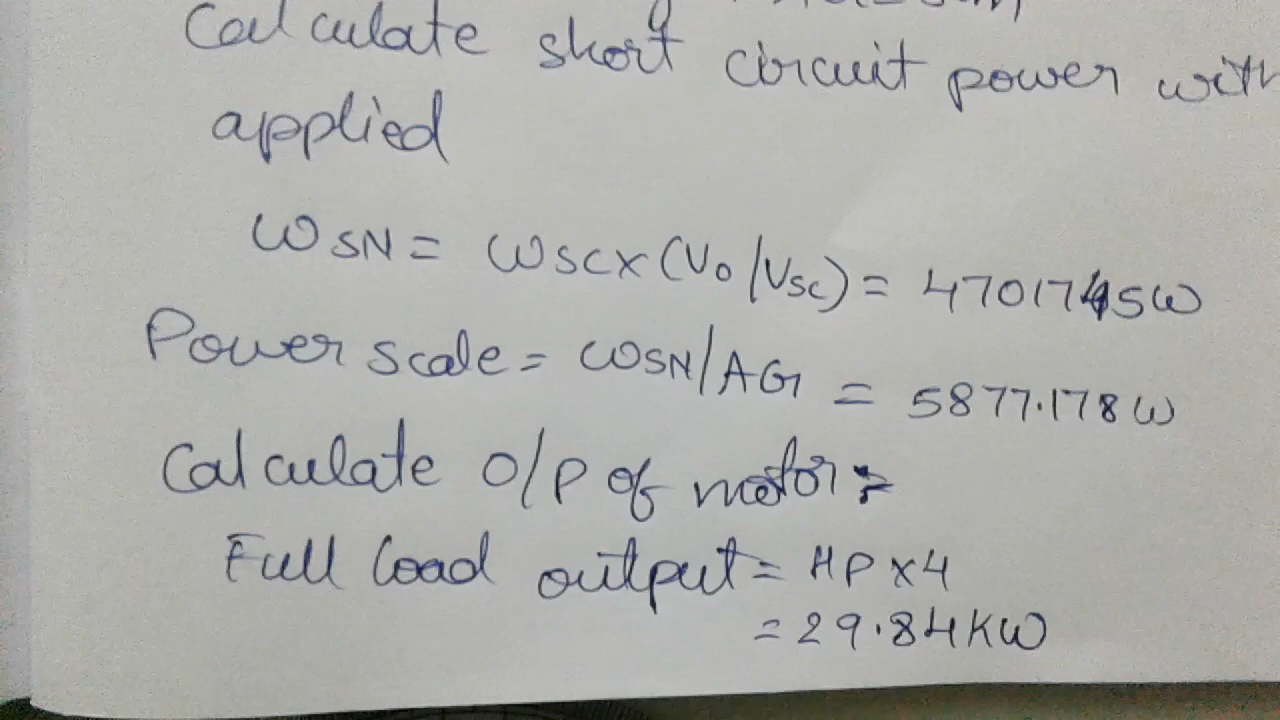 Calculate short circuit power with
applied
WSN = WSC x (Vo/Vsc) = 4701745W
Power scale = WSN/AG = 5877.178W
Calculate O/P of motor :-
Full load output = HP x 4
= 29.84KW